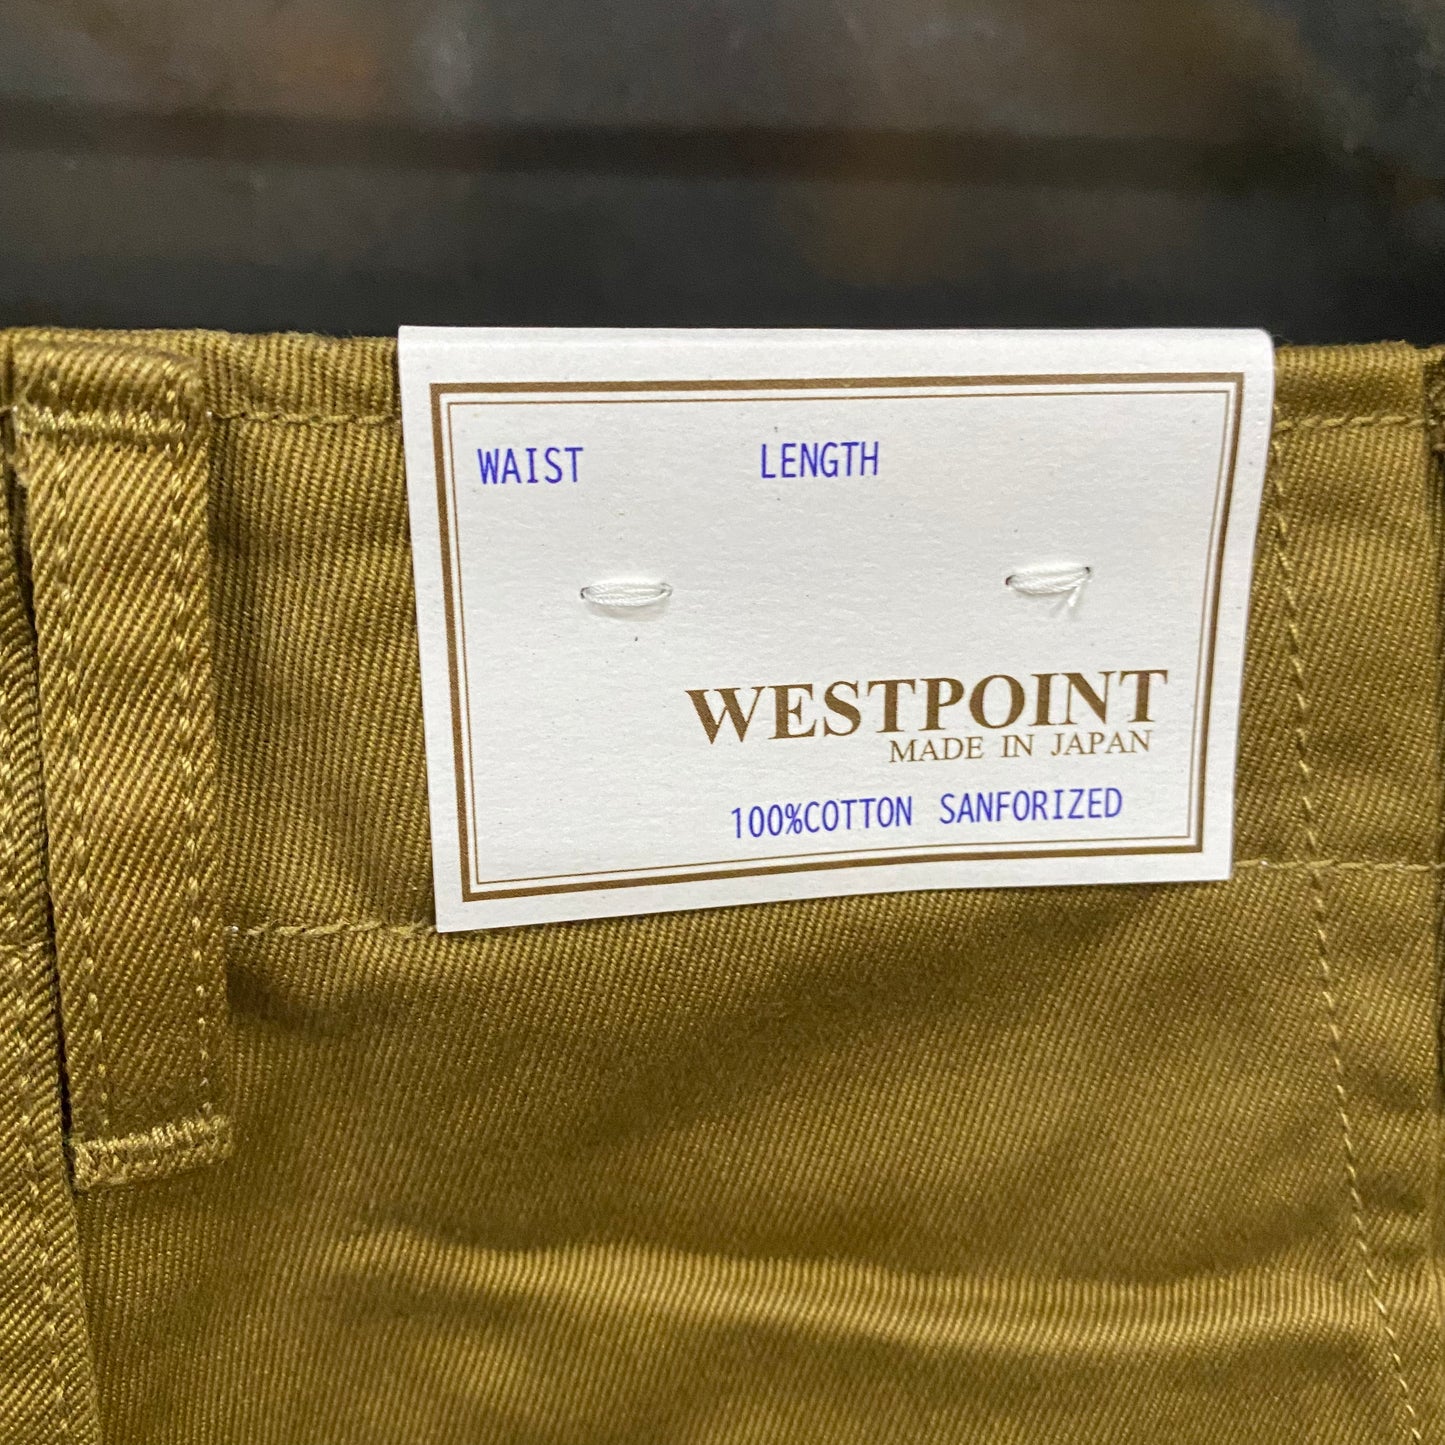 WAIST LENGTH
WESTPOINT
MADE IN JAPAN
100%COTTON SANFORIZED